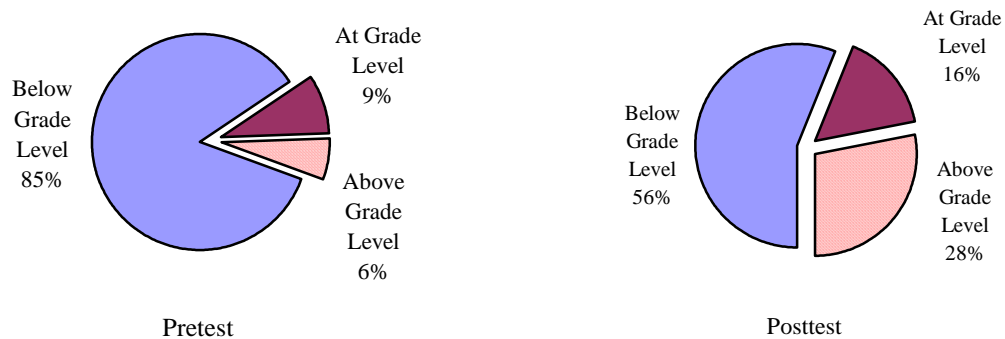 Below
Grade
Level
85%
At Grade
Level
9%
Above
Grade
Level
6%
Pretest
Below
Grade
Level
56%
At Grade
Level
16%
Above
Grade
Level
28%
Posttest